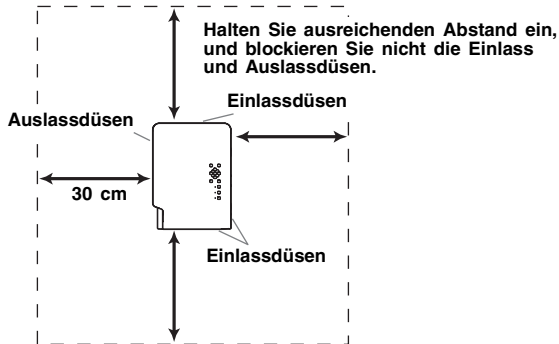 Halten Sie ausreichenden Abstand ein,
und blockieren Sie nicht die Einlass
und Auslassdüsen.
Einlassdüsen
Auslassdüsen
30 cm
Einlassdüsen